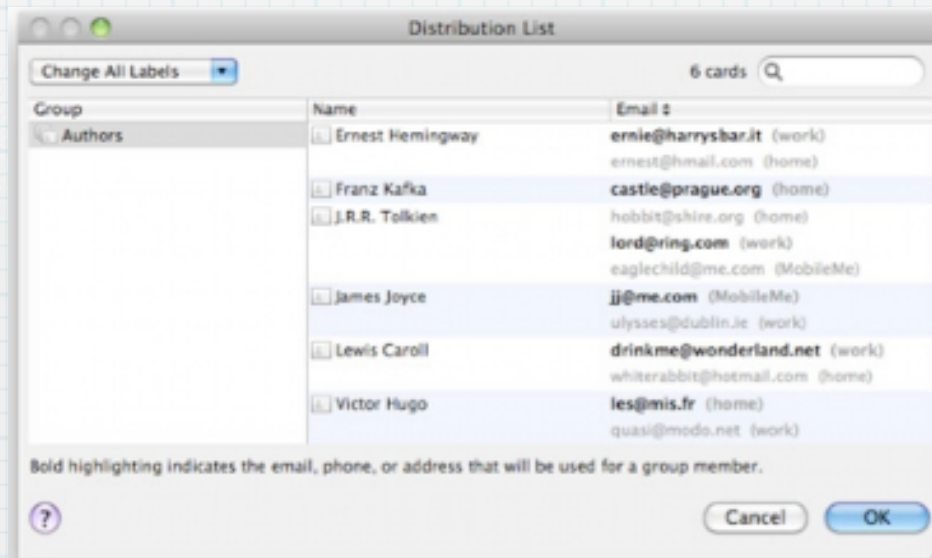 Distribution List
Change All Labels 6 cards
Group Name Email
Authors Ernest Hemingway ernie@harrysbar.it (work)
ernest@hmail.com (home)
Franz Kafka castle@prague.org (home)
J.R.R. Tolkien hobbit@shire.org (home)
lord@ring.com (work)
eaglechild@me.com (MobileMe)
James Joyce jj@me.com (MobileMe)
ulysses@dublin.ie (work)
Lewis Caroll drinkme@wonderland.net (work)
whiterabbit@hotmail.com (home)
Victor Hugo les@mis.fr (home)
quasi@modo.net (work)
Bold highlighting indicates the email, phone, or address that will be used for a group member.
? Cancel OK